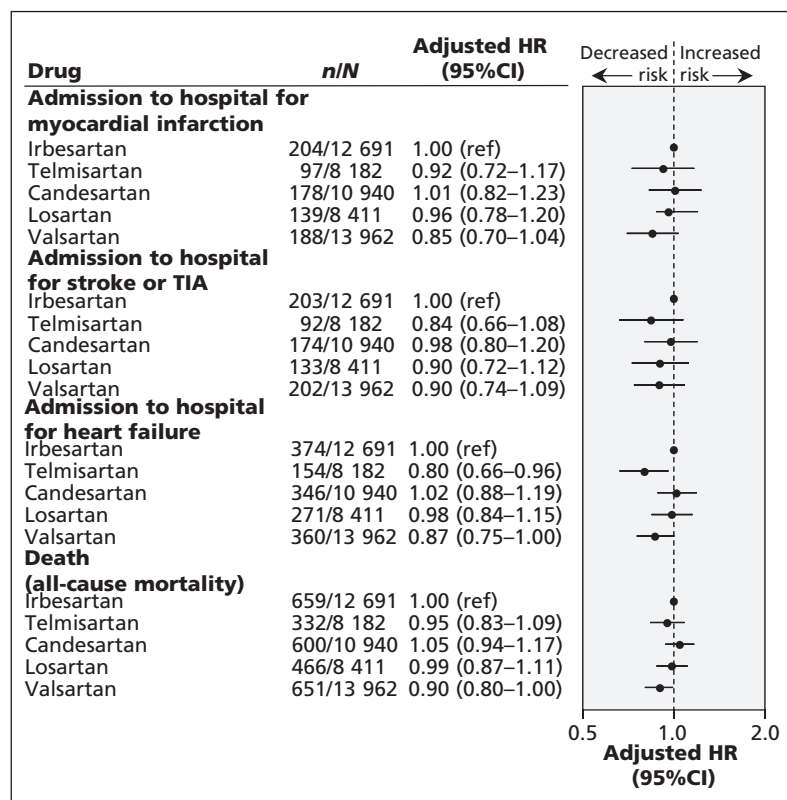 Drug n/N Adjusted HR (95%CI) Decreased risk Increased risk
Admission to hospital for
myocardial infarction
Irbesartan 204/12 691 1.00 (ref)
Telmisartan 97/8 182 0.92 (0.72–1.17)
Candesartan 178/10 940 1.01 (0.82–1.23)
Losartan 139/8 411 0.96 (0.78–1.20)
Valsartan 188/13 962 0.85 (0.70–1.04)
Admission to hospital
for stroke or TIA
Irbesartan 203/12 691 1.00 (ref)
Telmisartan 92/8 182 0.84 (0.66–1.08)
Candesartan 174/10 940 0.98 (0.80–1.20)
Losartan 133/8 411 0.90 (0.72–1.12)
Valsartan 202/13 962 0.90 (0.74–1.09)
Admission to hospital
for heart failure
Irbesartan 374/12 691 1.00 (ref)
Telmisartan 154/8 182 0.80 (0.66–0.96)
Candesartan 346/10 940 1.02 (0.88–1.19)
Losartan 271/8 411 0.98 (0.84–1.15)
Valsartan 360/13 962 0.87 (0.75–1.00)
Death
(all-cause mortality)
Irbesartan 659/12 691 1.00 (ref)
Telmisartan 332/8 182 0.95 (0.83–1.09)
Candesartan 600/10 940 1.05 (0.94–1.17)
Losartan 466/8 411 0.99 (0.87–1.11)
Valsartan 651/13 962 0.90 (0.80–1.00)
0.5 1.0 2.0
Adjusted HR
(95%CI)